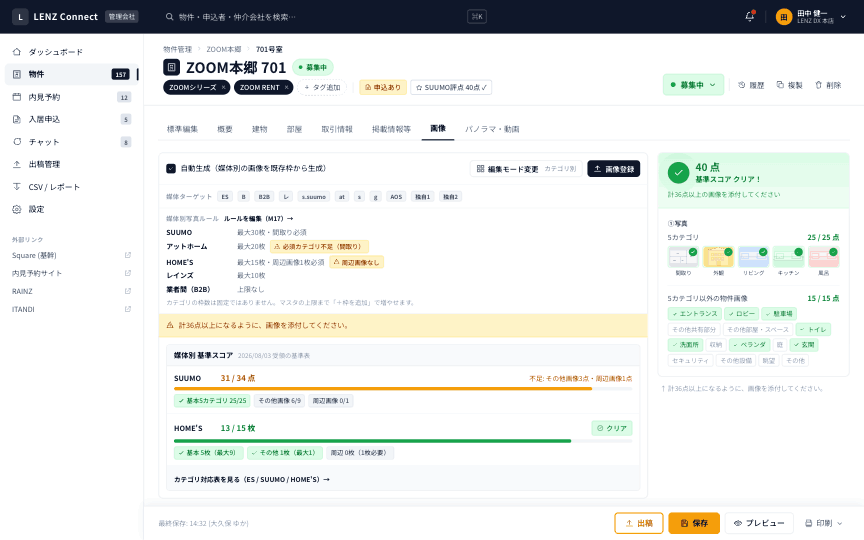 L LENZ Connect 管理会社
物件・申込者・仲介会社を検索…
⌘K
田
田中 健一
LENZ DX 本店
ダッシュボード
物件 157
内見予約 12
入居申込 5
チャット 8
出稿管理
CSV / レポート
設定
外部リンク
Square (基幹)
内見予約サイト
RAINZ
ITANDI
物件管理 › ZOOM本郷 › 701号室
ZOOM本郷 701
募集中
ZOOMシリーズ ×
ZOOM RENT ×
+ タグ追加
申込あり
☆ SUUMO評点 40点 ✓
募集中
履歴
複製
削除
標準編集
概要
建物
部屋
取引情報
掲載情報等
画像
パノラマ・動画
自動生成（媒体別の画像を既存枠から生成）
編集モード変更 カテゴリ別
画像登録
媒体ターゲット ES B B2B レ s.suumo at s g AOS 独自1 独自2
媒体別写真ルール ルールを編集（M17）→
SUUMO 最大30枚・間取り必須
アットホーム 最大20枚 ⚠ 必須カテゴリ不足（間取り）
HOME'S 最大15枚・周辺画像1枚必須 ⚠ 周辺画像なし
レインズ 最大10枚
業者間（B2B） 上限なし
カテゴリの枠数は固定ではありません。マスタの上限まで「＋枠を追加」で増やせます。
⚠ 計36点以上になるように、画像を添付してください。
媒体別 基準スコア 2026/08/03 受領の基準表
SUUMO 31 / 34 点 不足: その他画像3点・周辺画像1点
✓ 基本5カテゴリ 25/25
その他画像 6/9
周辺画像 0/1
HOME'S 13 / 15 枚 クリア
✓ 基本 5枚（最大9）
✓ その他 1枚（最大1）
周辺 0枚（1枚必要）
カテゴリ対応表を見る（ES / SUUMO / HOME'S）→
40 点
基準スコア クリア！
計36点以上の画像を添付してください
①写真
5カテゴリ 25 / 25 点
間取り
外観
リビング
キッチン
風呂
5カテゴリ以外の物件画像 15 / 15 点
✓ エントランス ✓ ロビー ✓ 駐車場
その他共有部分 その他部屋・スペース ✓ トイレ
✓ 洗面所 収納 ✓ ベランダ 庭 ✓ 玄関
セキュリティ その他設備 眺望 その他
↑ 計36点以上になるように、画像を添付してください。
最終保存: 14:32 (大久保 ゆか)
出稿
保存
プレビュー
印刷